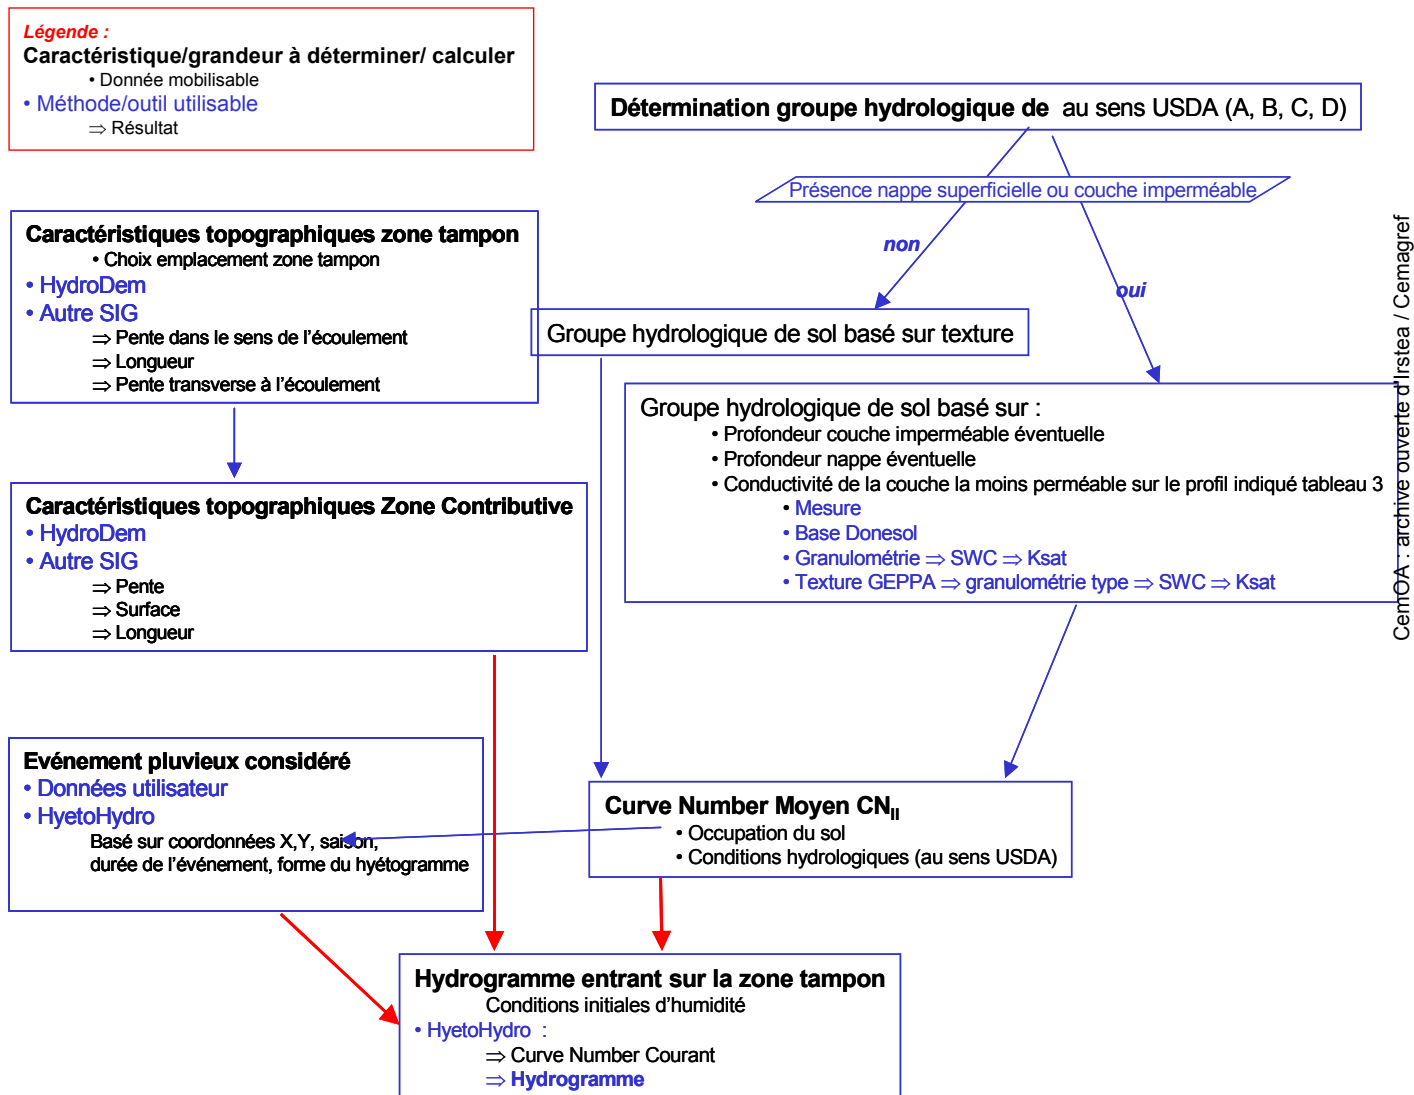 Légende :
Caractéristique/grandeur à déterminer/ calculer
• Donnée mobilisable
• Méthode/outil utilisable
⇒ Résultat
Détermination groupe hydrologique de au sens USDA (A, B, C, D)
Présence nappe superficielle ou couche imperméable
non
oui
Caractéristiques topographiques zone tampon
• Choix emplacement zone tampon
• HydroDem
• Autre SIG
⇒ Pente dans le sens de l'écoulement
⇒ Longueur
⇒ Pente transverse à l'écoulement
Groupe hydrologique de sol basé sur texture
Groupe hydrologique de sol basé sur :
• Profondeur couche imperméable éventuelle
• Profondeur nappe éventuelle
• Conductivité de la couche la moins perméable sur le profil indiqué tableau 3
• Mesure
• Base Donesol
• Granulométrie ⇒ SWC ⇒ Ksat
• Texture GEPPA ⇒ granulométrie type ⇒ SWC ⇒ Ksat
Caractéristiques topographiques Zone Contributive
• HydroDem
• Autre SIG
⇒ Pente
⇒ Surface
⇒ Longueur
Evénement pluvieux considéré
• Données utilisateur
• HyetoHydro
Basé sur coordonnées X,Y, saison,
durée de l'événement, forme du hyétogramme
Curve Number Moyen CN_II
• Occupation du sol
• Conditions hydrologiques (au sens USDA)
Hydrogramme entrant sur la zone tampon
Conditions initiales d'humidité
• HyetoHydro :
⇒ Curve Number Courant
⇒ Hydrogramme
CemOA : archive ouverte d'Irstea / Cemagref